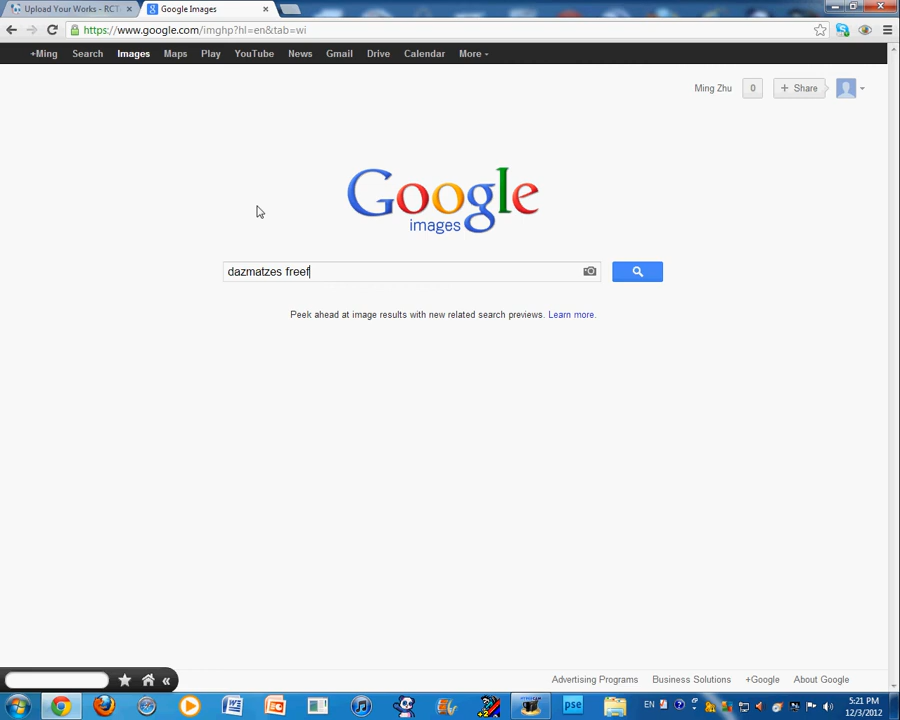 Upload Your Works - RCT
Google Images
https://www.google.com/imghp?hl=en&tab=wi
+Ming Search Images Maps Play YouTube News Gmail Drive Calendar More
Ming Zhu 0 + Share
Google
images
dazmatzes freef
Peek ahead at image results with new related search previews. Learn more.
Advertising Programs Business Solutions +Google About Google
EN
5:21 PM
12/3/2012